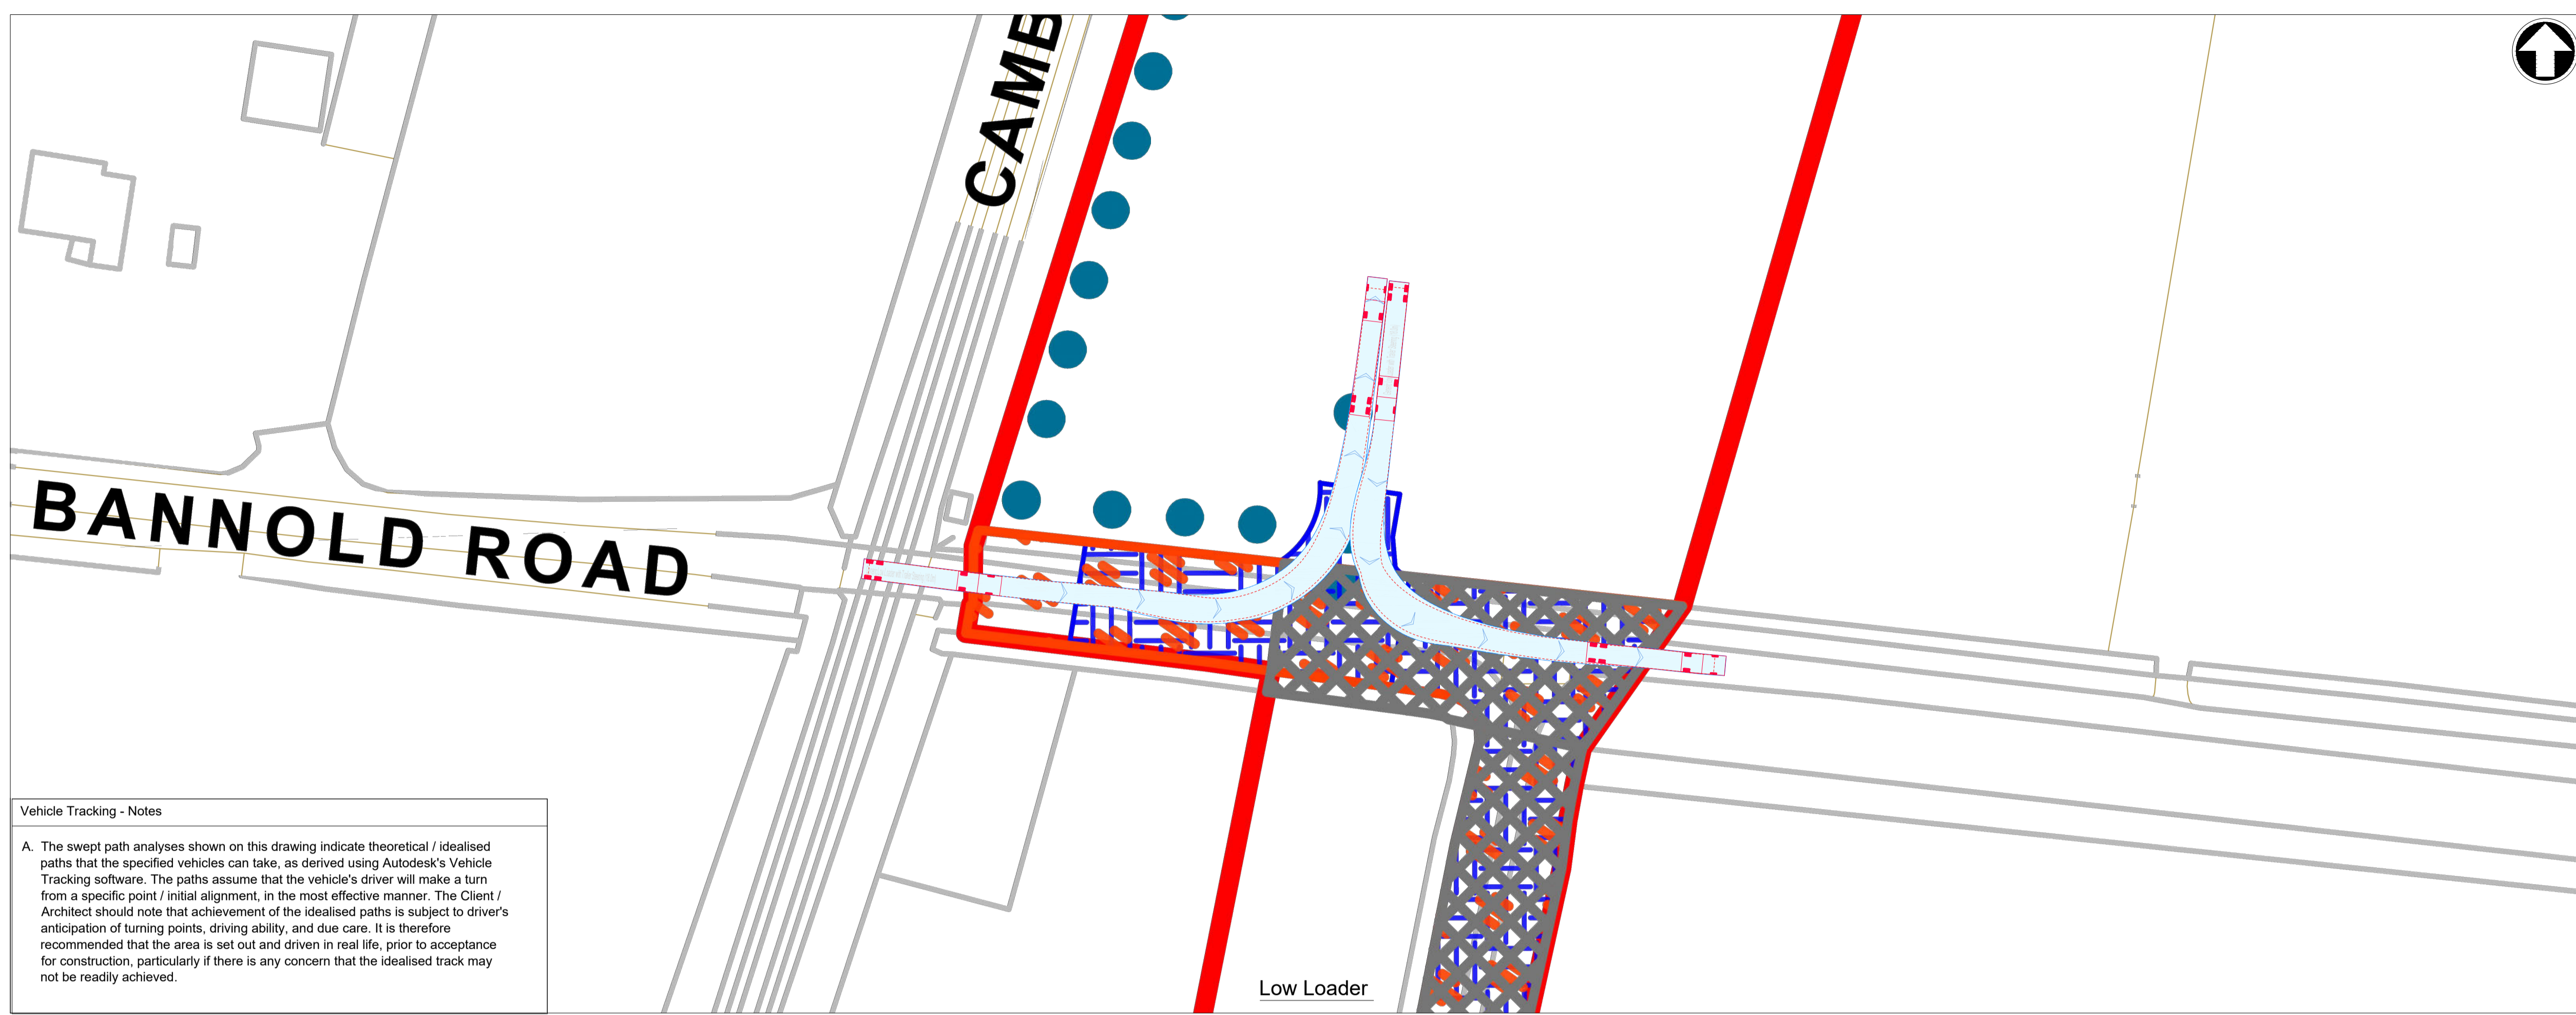 CAMB
BANNOLD ROAD
Vehicle Tracking - Notes
A. The swept path analyses shown on this drawing indicate theoretical / idealised
paths that the specified vehicles can take, as derived using Autodesk's Vehicle
Tracking software. The paths assume that the vehicle's driver will make a turn
from a specific point / initial alignment, in the most effective manner. The Client /
Architect should note that achievement of the idealised paths is subject to driver's
anticipation of turning points, driving ability, and due care. It is therefore
recommended that the area is set out and driven in real life, prior to acceptance
for construction, particularly if there is any concern that the idealised track may
not be readily achieved.
Low Loader